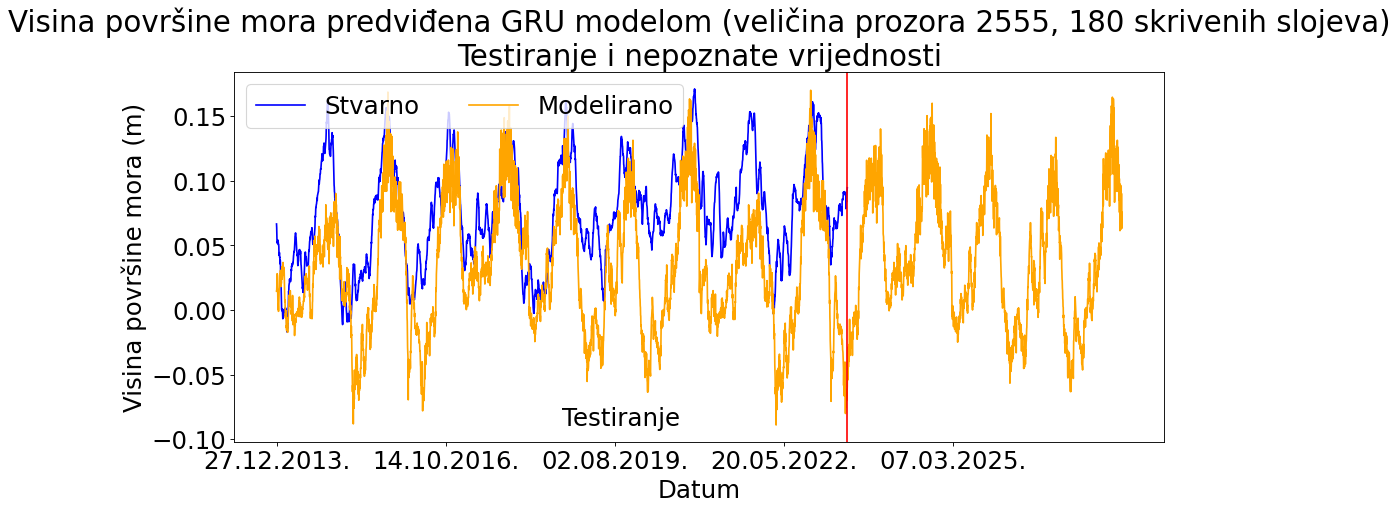 Visina površine mora predviđena GRU modelom (veličina prozora 2555, 180 skrivenih slojeva)
Testiranje i nepoznate vrijednosti
Stvarno Modelirano
Visina površine mora (m)
0.15
0.10
0.05
0.00
−0.05
−0.10
Testiranje
27.12.2013. 14.10.2016. 02.08.2019. 20.05.2022. 07.03.2025.
Datum